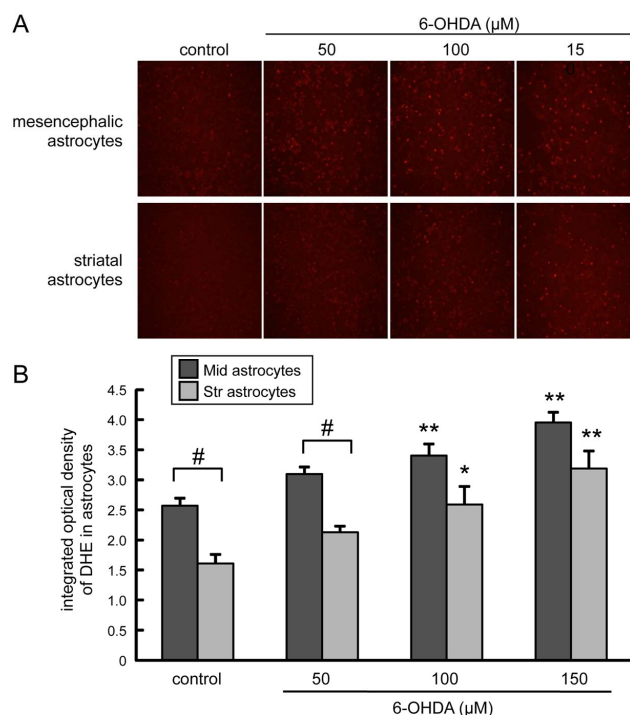 A
6-OHDA (µM)
control 50 100 15
mesencephalic
astrocytes
striatal
astrocytes
B
Mid astrocytes
Str astrocytes
integrated optical density
of DHE in astrocytes
4.5
4.0
3.5
3.0
2.5
2.0
1.5
1.0
0.5
0
# # ** * ** **
control 50 100 150
6-OHDA (µM)